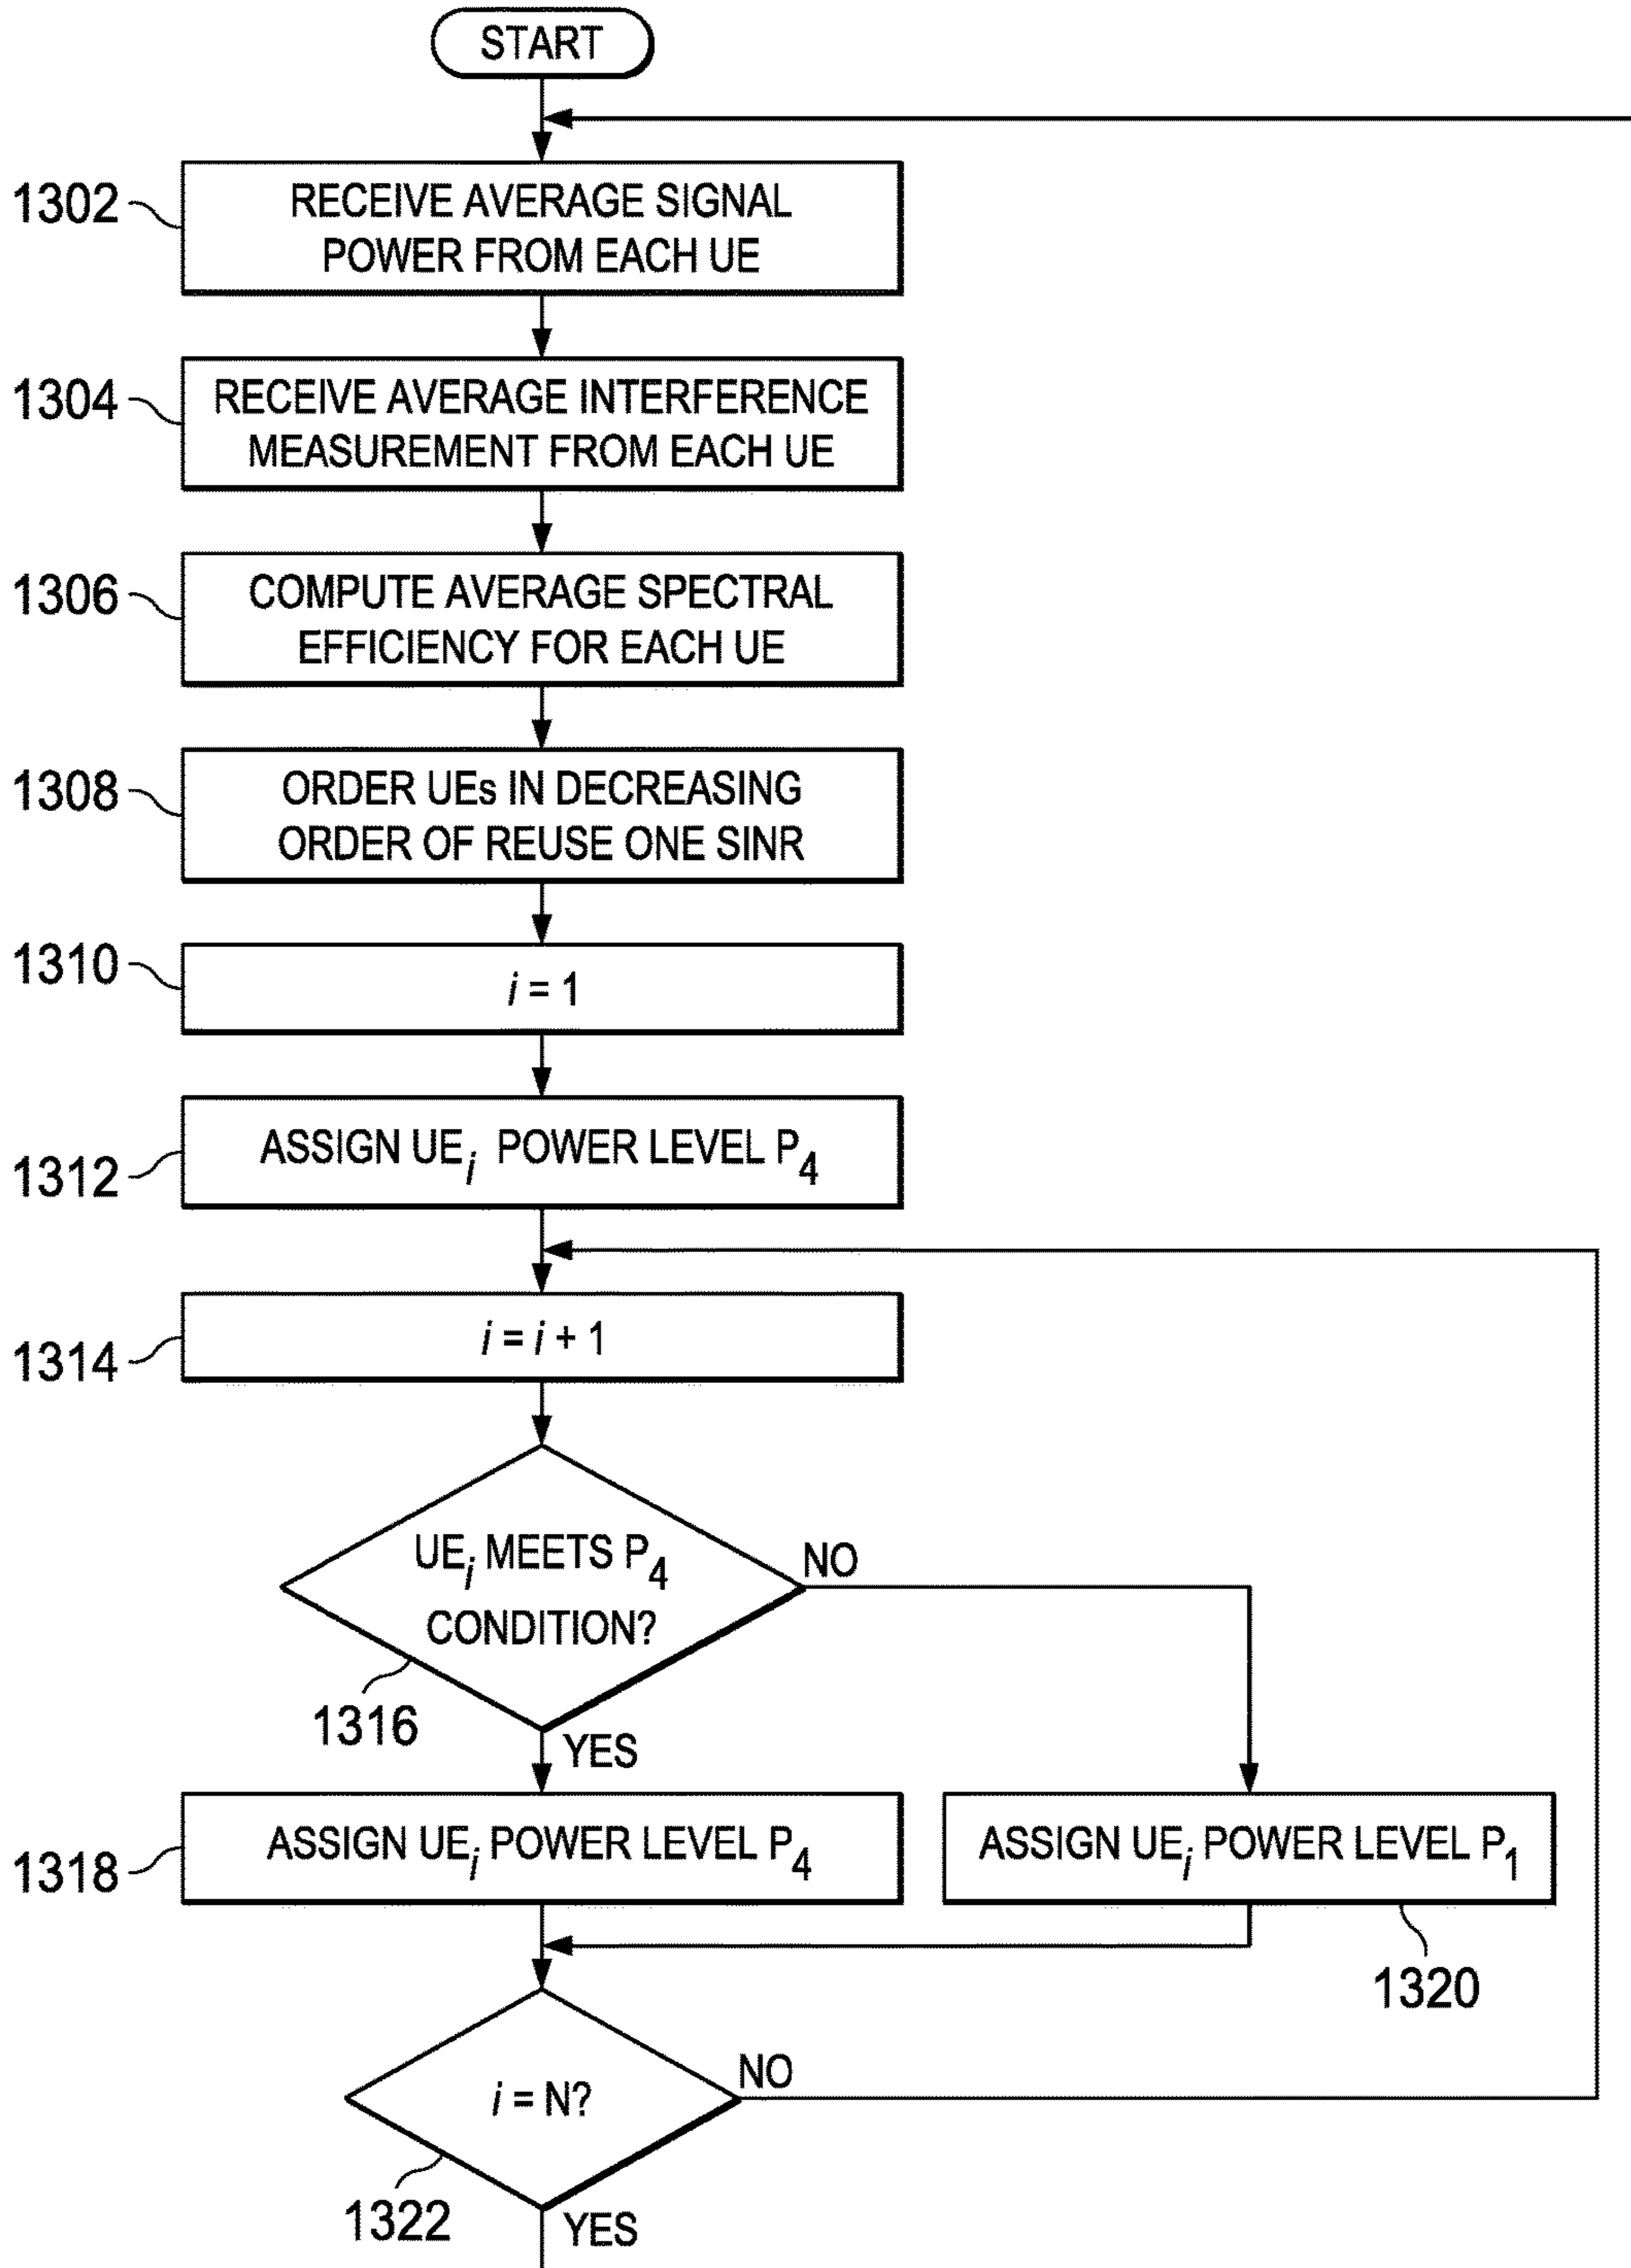 START
1302
RECEIVE AVERAGE SIGNAL
POWER FROM EACH UE
1304
RECEIVE AVERAGE INTERFERENCE
MEASUREMENT FROM EACH UE
1306
COMPUTE AVERAGE SPECTRAL
EFFICIENCY FOR EACH UE
1308
ORDER UEs IN DECREASING
ORDER OF REUSE ONE SINR
1310
i = 1
1312
ASSIGN UEi POWER LEVEL P4
1314
i = i + 1
UEi MEETS P4
CONDITION?
NO
1316
YES
1318
ASSIGN UEi POWER LEVEL P4
ASSIGN UEi POWER LEVEL P1
1320
i = N?
NO
1322
YES